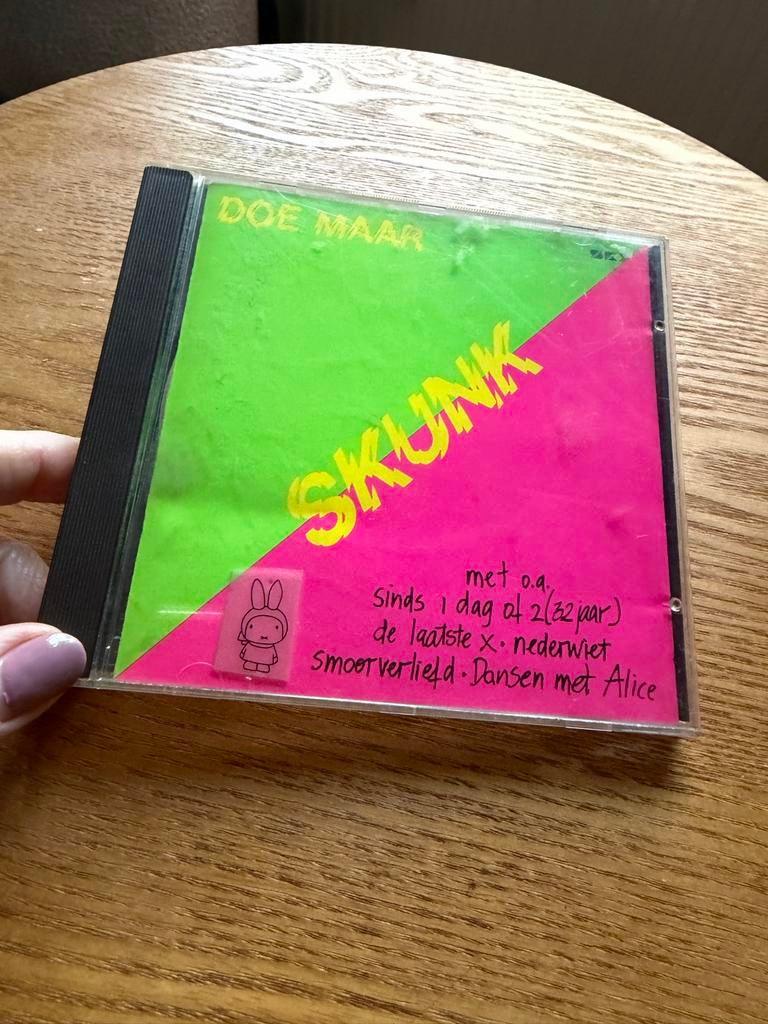 DOE MAAR
SKUNK
met o.a.
sinds 1 dag of 2 (32 jaar)
de laatste x · nederwiet
smoorverliefd · Dansen met Alice